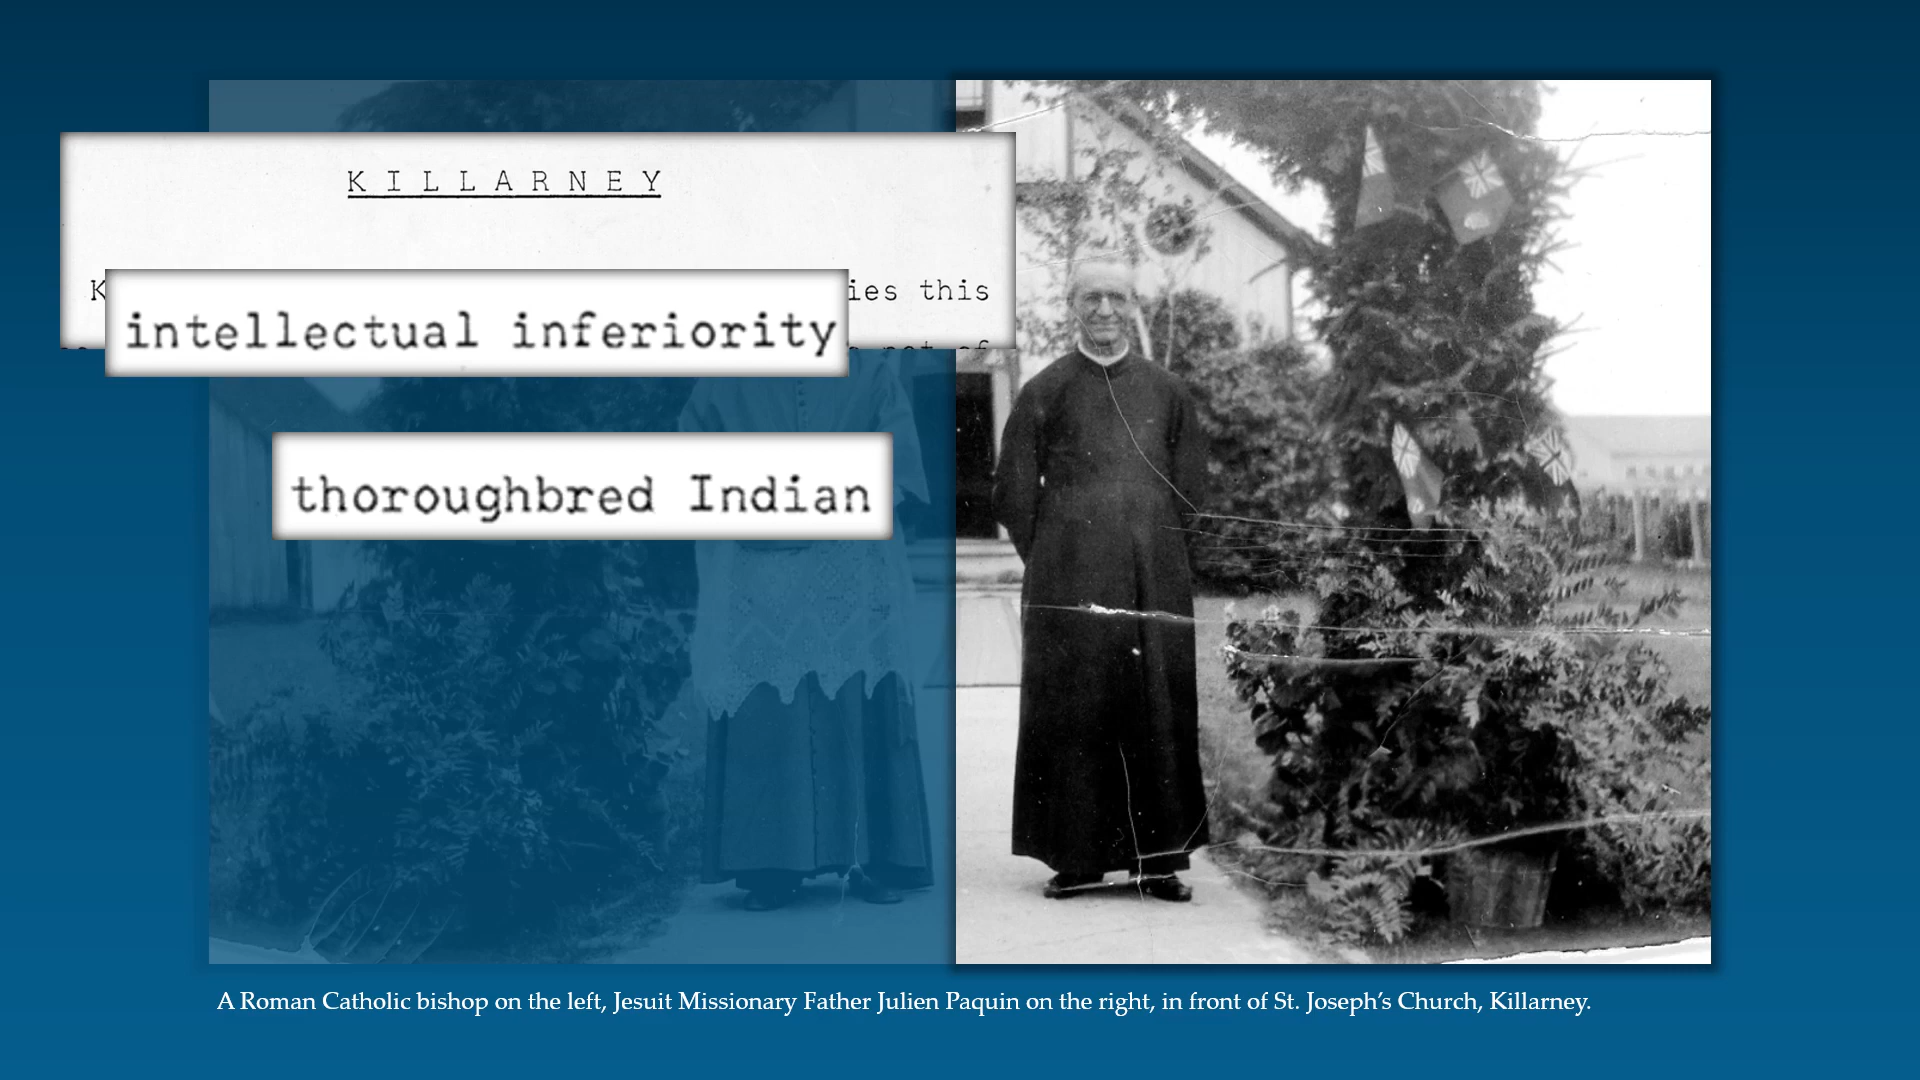 K I L L A R N E Y
ies this
intellectual inferiority
thoroughbred Indian
A Roman Catholic bishop on the left, Jesuit Missionary Father Julien Paquin on the right, in front of St. Joseph's Church, Killarney.